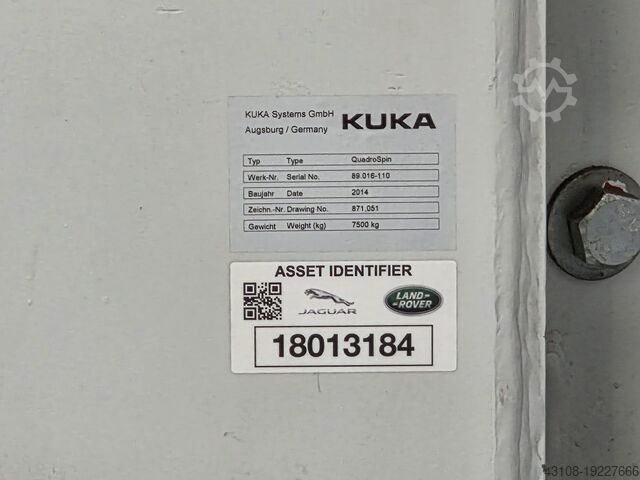 KUKA Systems GmbH
Augsburg / Germany
KUKA
Typ Type QuadroSpin
Werk-Nr. Serial No. 89.016-110
Baujahr Date 2014
Zeichn.-Nr. Drawing No. 871,051
Gewicht Weight (kg) 7500 kg
ASSET IDENTIFIER
JAGUAR
LAND-
ROVER
18013184
43108-19227666